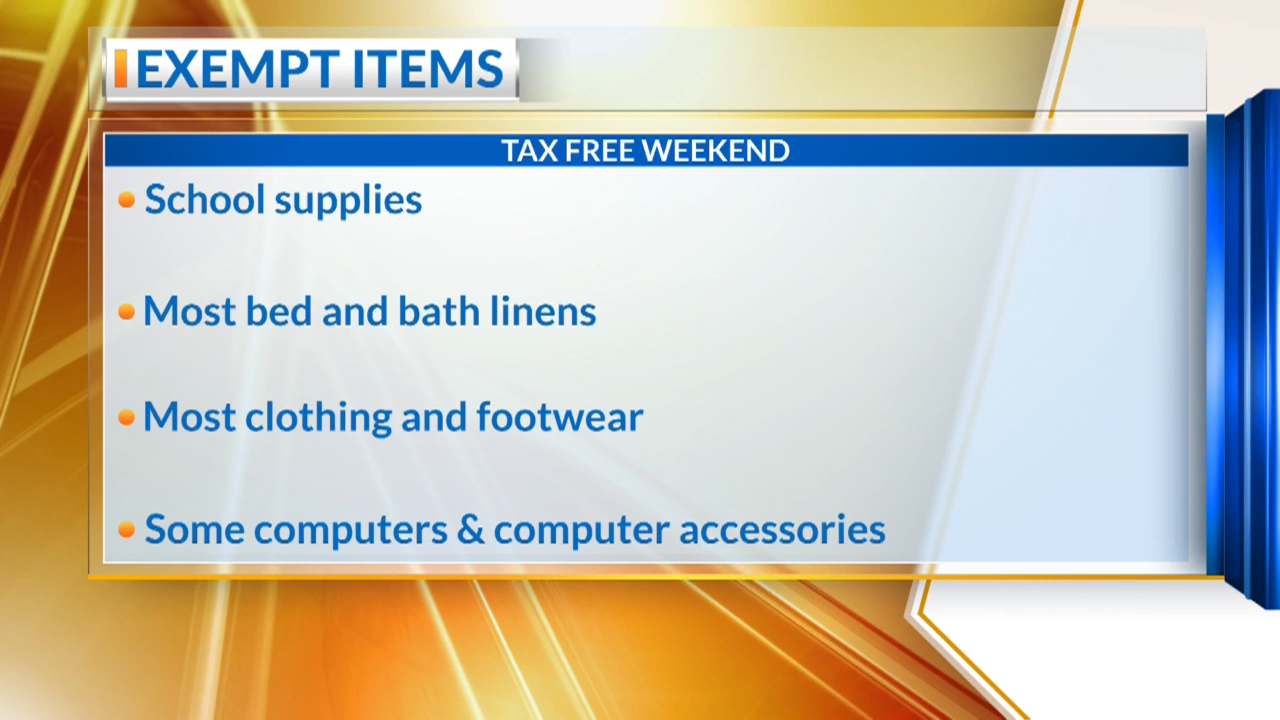 EXEMPT ITEMS
TAX FREE WEEKEND
• School supplies
• Most bed and bath linens
• Most clothing and footwear
• Some computers & computer accessories